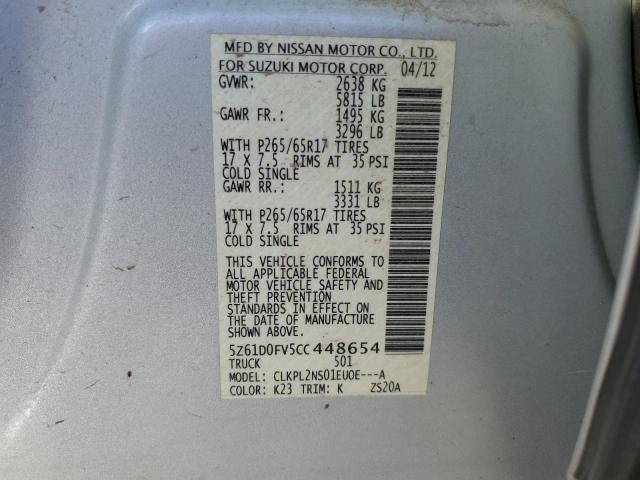 MFD BY NISSAN MOTOR CO., LTD.
FOR SUZUKI MOTOR CORP. 04/12
GVWR: 2638 KG
5815 LB
GAWR FR.: 1495 KG
3296 LB
WITH P265/65R17 TIRES
17 X 7.5 RIMS AT 35 PSI
COLD SINGLE
GAWR RR.: 1511 KG
3331 LB
WITH P265/65R17 TIRES
17 X 7.5 RIMS AT 35 PSI
COLD SINGLE
THIS VEHICLE CONFORMS TO
ALL APPLICABLE FEDERAL
MOTOR VEHICLE SAFETY AND
THEFT PREVENTION
STANDARDS IN EFFECT ON
THE DATE OF MANUFACTURE
SHOWN ABOVE.
5Z61D0FV5CC448654
TRUCK 501
MODEL: CLKPL2NS01EUOE---A
COLOR: K23 TRIM: K ZS20A